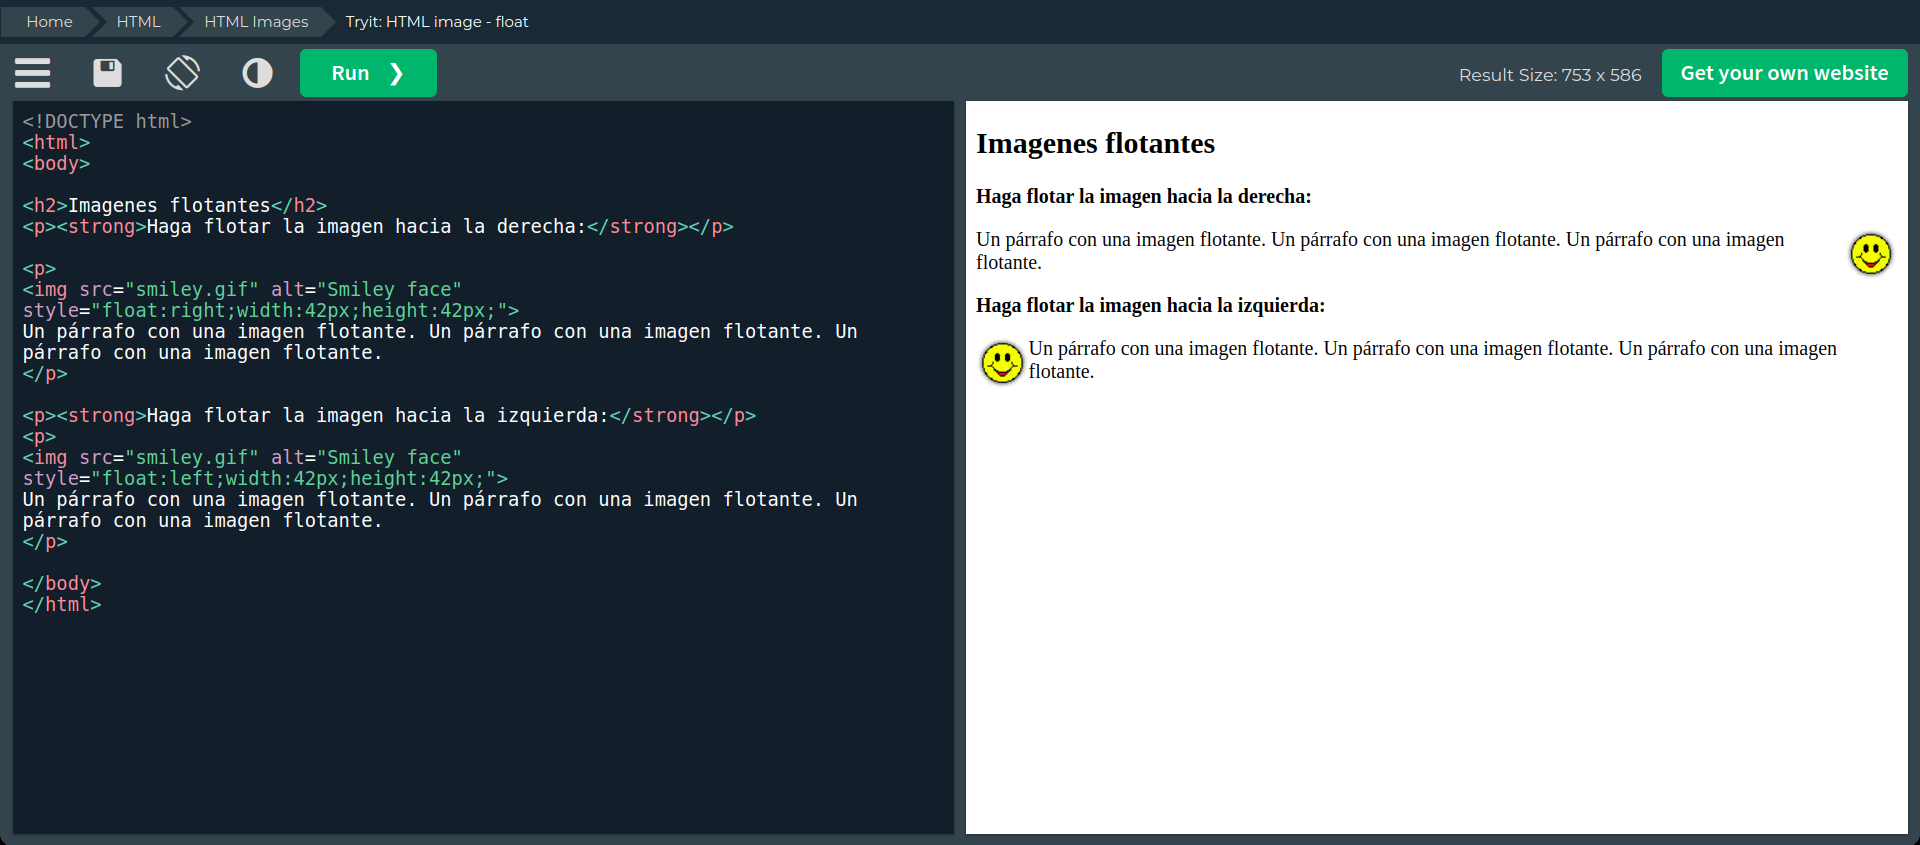 Home HTML HTML Images Tryit: HTML image - float
Run ❯ Result Size: 753 x 586 Get your own website
<!DOCTYPE html>
<html>
<body>
<h2>Imagenes flotantes</h2>
<p><strong>Haga flotar la imagen hacia la derecha:</strong></p>
<p>
<img src="smiley.gif" alt="Smiley face"
style="float:right;width:42px;height:42px;">
Un párrafo con una imagen flotante. Un párrafo con una imagen flotante. Un
párrafo con una imagen flotante.
</p>
<p><strong>Haga flotar la imagen hacia la izquierda:</strong></p>
<p>
<img src="smiley.gif" alt="Smiley face"
style="float:left;width:42px;height:42px;">
Un párrafo con una imagen flotante. Un párrafo con una imagen flotante. Un
párrafo con una imagen flotante.
</p>
</body>
</html>
Imagenes flotantes
Haga flotar la imagen hacia la derecha:
Un párrafo con una imagen flotante. Un párrafo con una imagen flotante. Un párrafo con una imagen
flotante.
Haga flotar la imagen hacia la izquierda:
Un párrafo con una imagen flotante. Un párrafo con una imagen flotante. Un párrafo con una imagen
flotante.